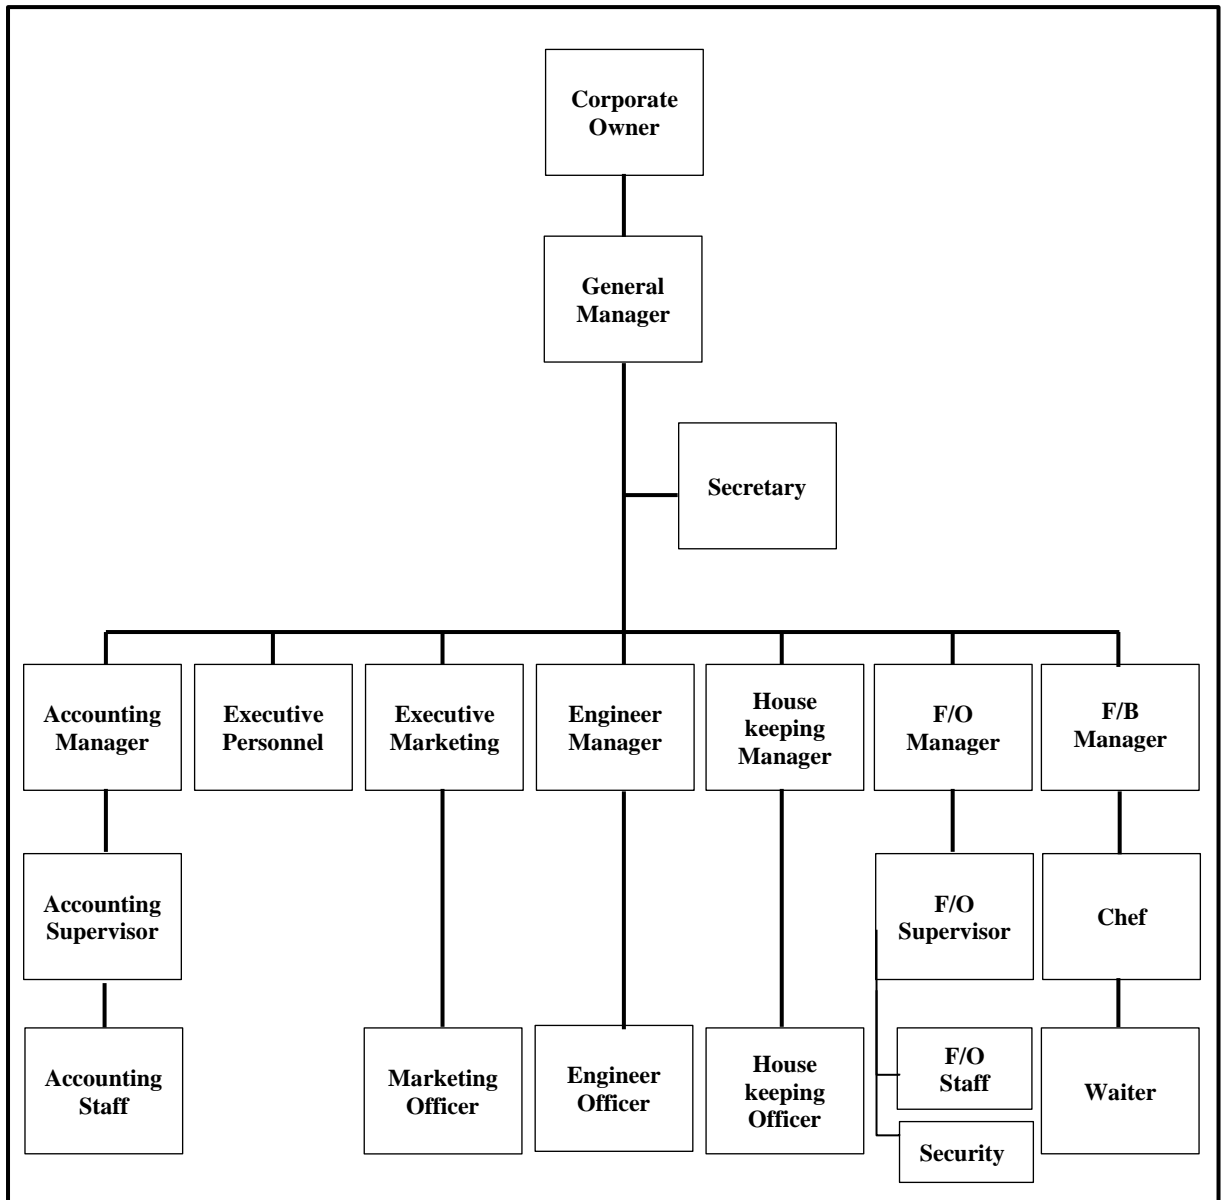 Corporate
Owner
General
Manager
Secretary
Accounting
Manager
Executive
Personnel
Executive
Marketing
Engineer
Manager
House
keeping
Manager
F/O
Manager
F/B
Manager
Accounting
Supervisor
F/O
Supervisor
Chef
Accounting
Staff
Marketing
Officer
Engineer
Officer
House
keeping
Officer
F/O
Staff
Security
Waiter